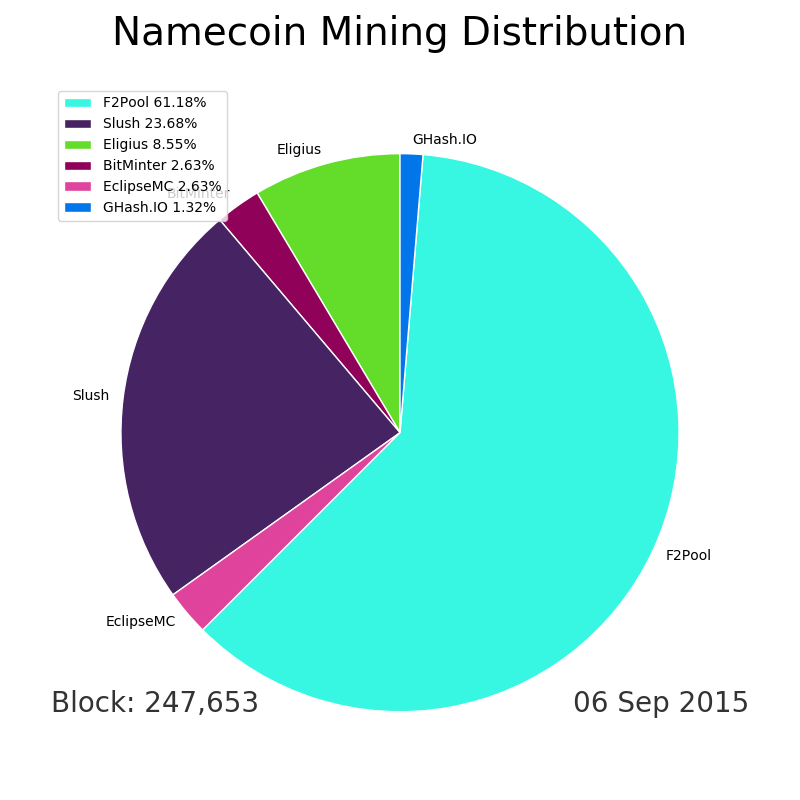 Namecoin Mining Distribution
F2Pool 61.18%
Slush 23.68%
Eligius 8.55%
BitMinter 2.63%
EclipseMC 2.63%
GHash.IO 1.32%
GHash.IO
Eligius
BitMinter
Slush
F2Pool
EclipseMC
Block: 247,653
06 Sep 2015